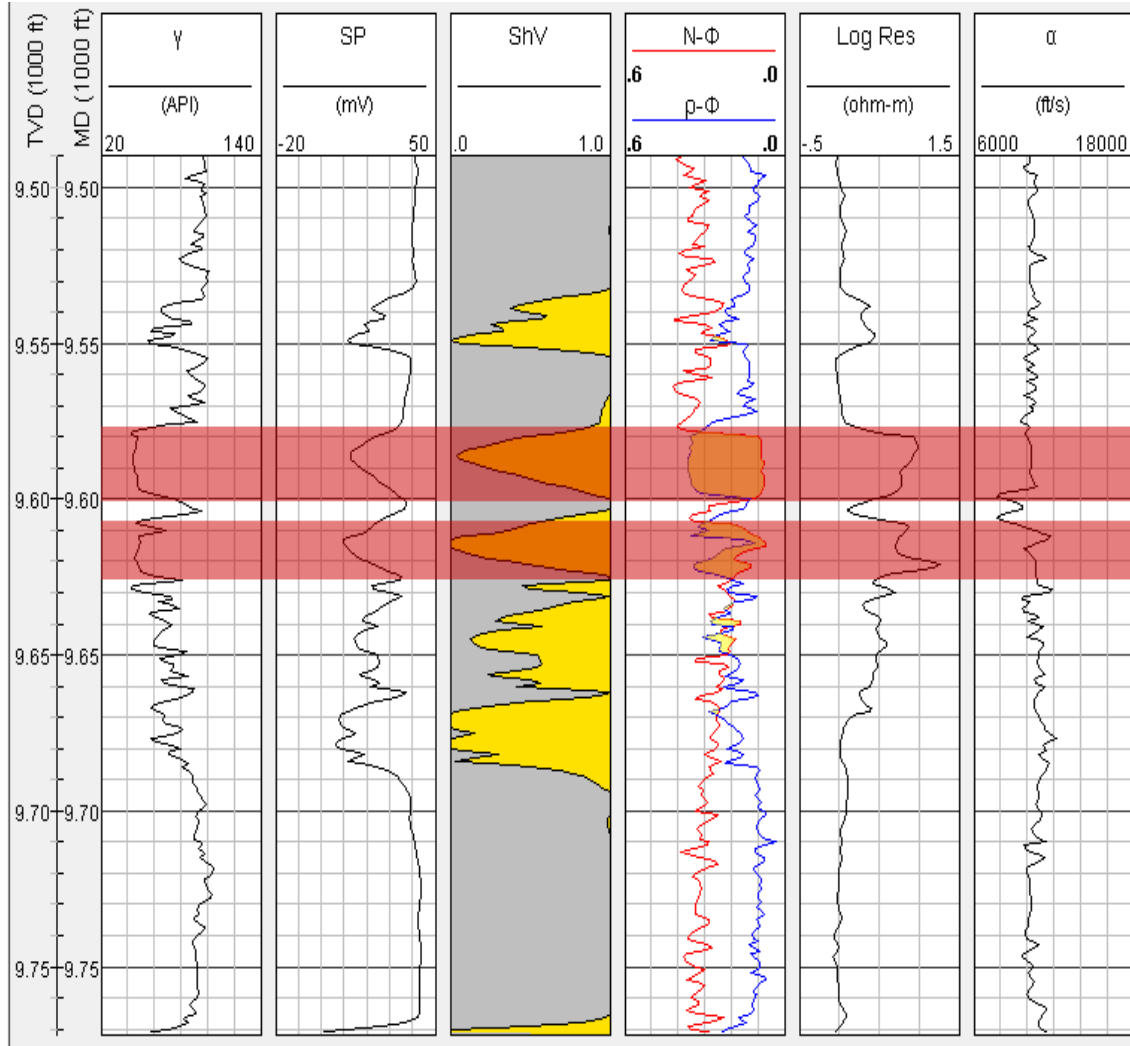 TVD (1000 ft)
MD (1000 ft)
γ
(API)
20 140
SP
(mV)
-20 50
ShV
.0 1.0
N-Φ
.6 .0
ρ-Φ
.6 .0
Log Res
(ohm-m)
-.5 1.5
α
(ft/s)
6000 18000
9.50 9.50
9.55 9.55
9.60 9.60
9.65 9.65
9.70 9.70
9.75 9.75